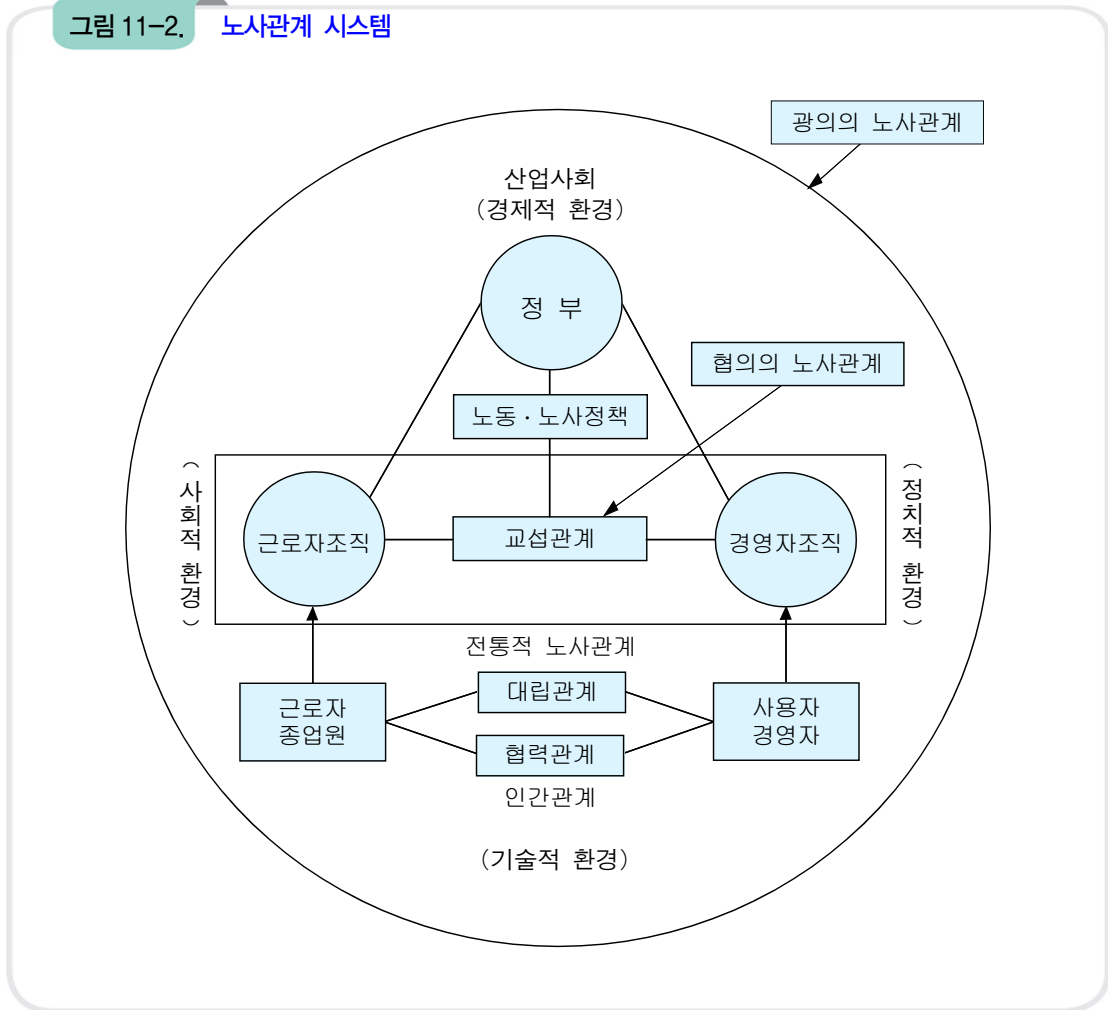 그림 11-2. 노사관계 시스템
광의의 노사관계
산업사회
(경제적 환경)
정 부
협의의 노사관계
노동·노사정책
(사회적 환경)
(정치적 환경)
근로자조직
교섭관계
경영자조직
전통적 노사관계
대립관계
근로자
종업원
사용자
경영자
협력관계
인간관계
(기술적 환경)